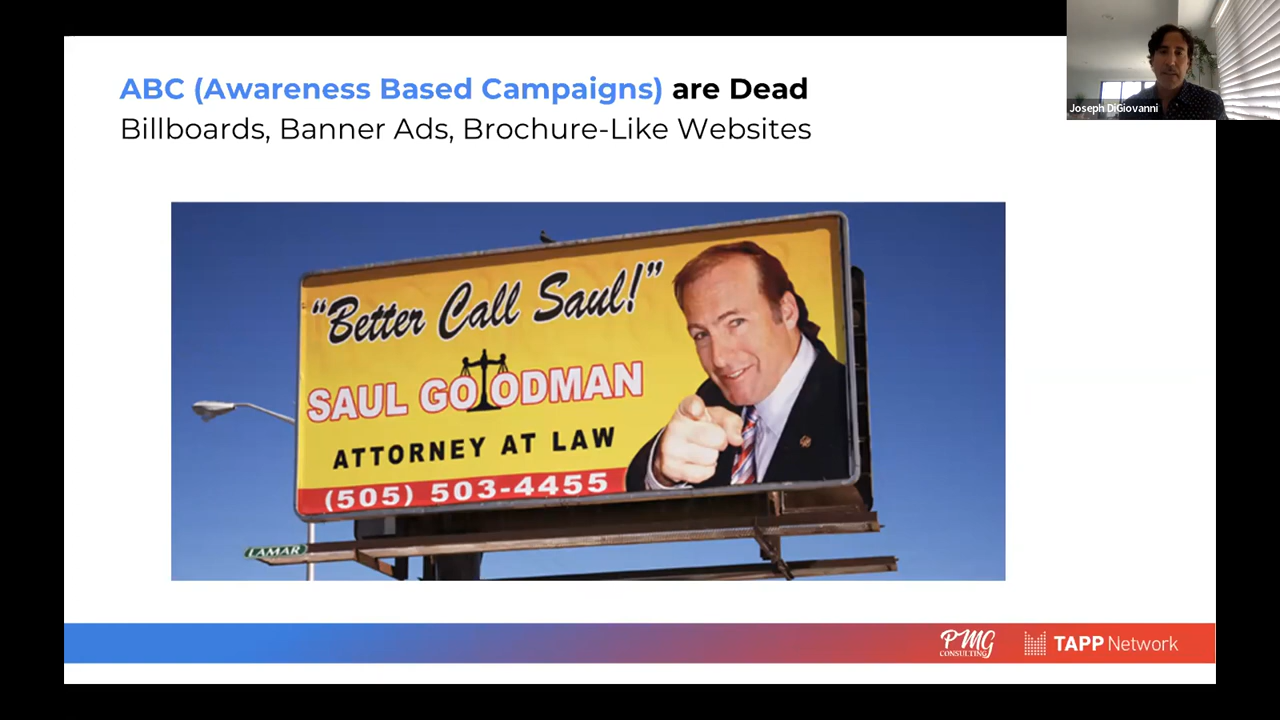 ABC (Awareness Based Campaigns) are Dead
Billboards, Banner Ads, Brochure-Like Websites
Joseph DiGiovanni
“Better Call Saul!”
SAUL GOODMAN
ATTORNEY AT LAW
(505) 503-4455
LAMAR
PMG
CONSULTING
TAPP Network